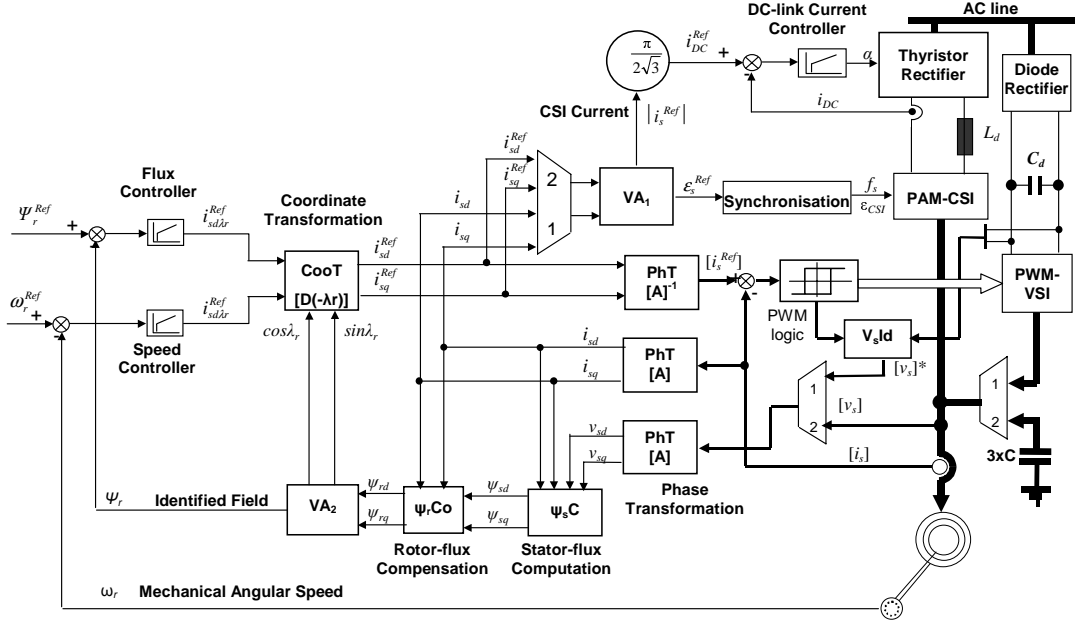 DC-link Current
Controller
AC line
π
2√3
i_DC^Ref
+
-
α
Thyristor
Rectifier
Diode
Rectifier
CSI Current
|i_s^Ref|
i_DC
L_d
C_d
i_sd^Ref
i_sq^Ref
2
1
VA₁
ε_s^Ref
Synchronisation
f_s
ε_CSI
PAM-CSI
i_sd
i_sq
Flux
Controller
Ψ_r^Ref
+
-
i_sdλr^Ref
Coordinate
Transformation
CooT
[D(-λr)]
i_sd^Ref
i_sq^Ref
PhT
[A]⁻¹
[i_s^Ref]
+
-
PWM
logic
PWM-
VSI
ω_r^Ref
+
-
i_sdλr^Ref
Speed
Controller
cosλ_r
sinλ_r
V_sId
[v_s]*
i_sd
i_sq
PhT
[A]
1
2
[v_s]
1
2
3xC
v_sd
v_sq
PhT
[A]
[i_s]
Phase
Transformation
Ψ_r
Identified Field
VA₂
ψ_rd
ψ_rq
ψ_rCo
ψ_sd
ψ_sq
ψ_sC
Rotor-flux
Compensation
Stator-flux
Computation
ω_r
Mechanical Angular Speed